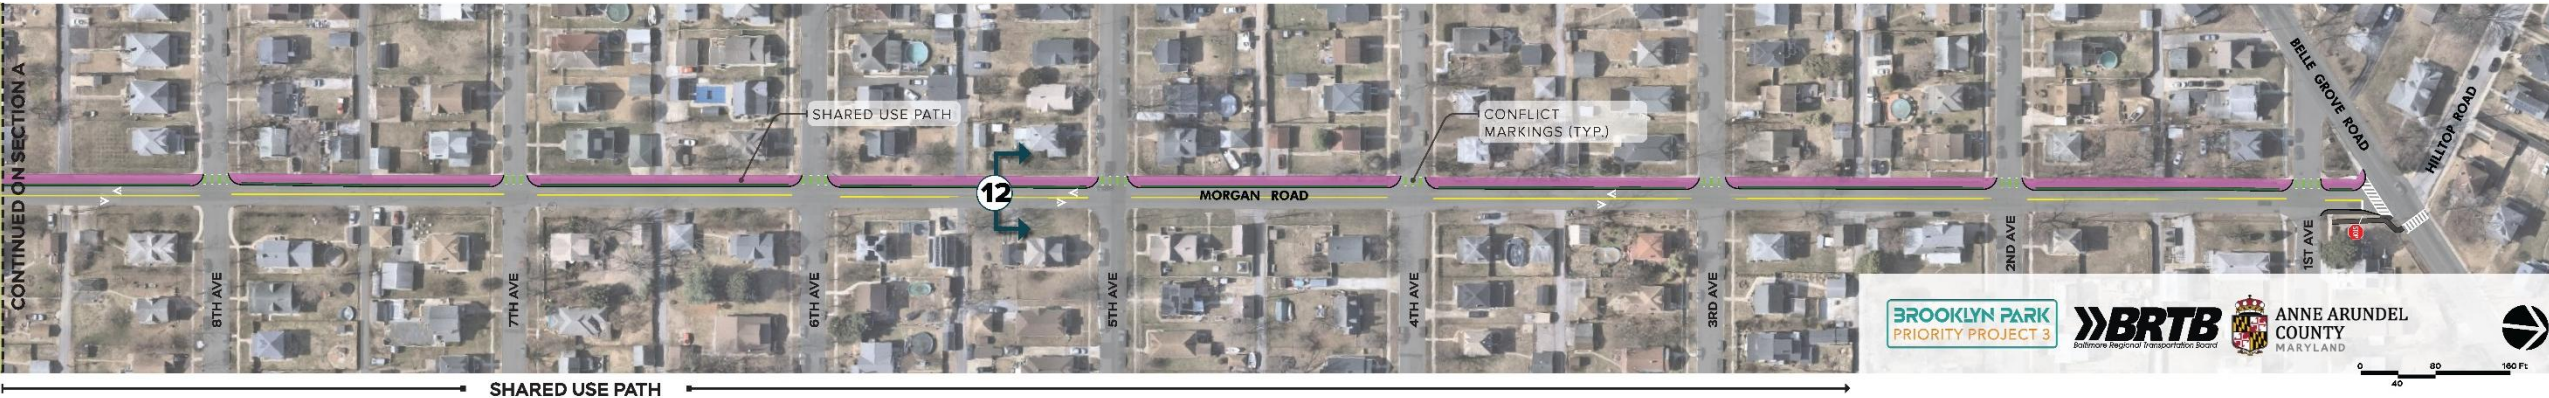 CONTINUED ON SECTION A
SHARED USE PATH
CONFLICT
MARKINGS (TYP.)
BELLE GROVE ROAD
HILLTOP ROAD
12
MORGAN ROAD
STOP
8TH AVE
7TH AVE
6TH AVE
5TH AVE
4TH AVE
3RD AVE
2ND AVE
1ST AVE
BROOKLYN PARK
PRIORITY PROJECT 3
BRTB
Baltimore Regional Transportation Board
ANNE ARUNDEL
COUNTY
MARYLAND
0 80 160 Ft
40
SHARED USE PATH